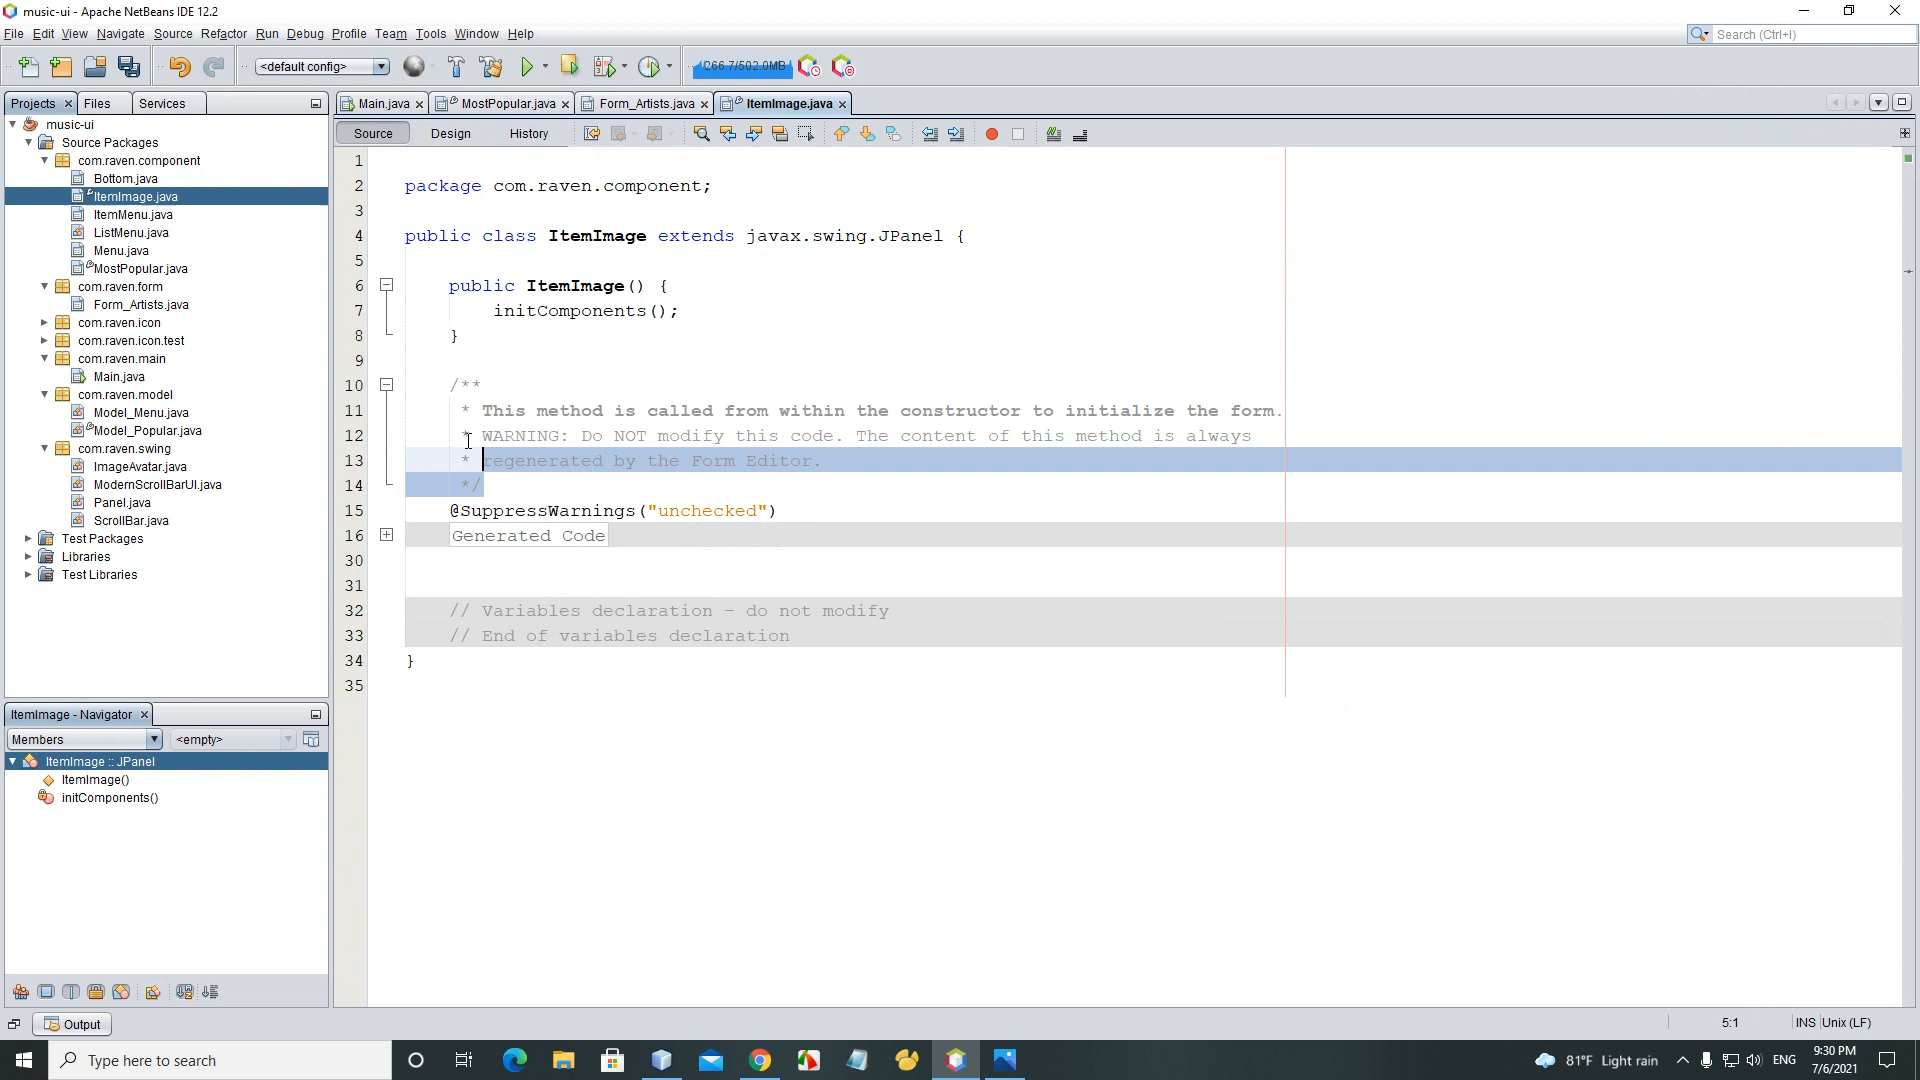 music-ui - Apache NetBeans IDE 12.2
File Edit View Navigate Source Refactor Run Debug Profile Team Tools Window Help
Search (Ctrl+I)
<default config>
266.7/502.0MB
Projects Files Services
Main.java MostPopular.java Form_Artists.java ItemImage.java
Source Design History
music-ui
Source Packages
com.raven.component
Bottom.java
ItemImage.java
ItemMenu.java
ListMenu.java
Menu.java
MostPopular.java
com.raven.form
Form_Artists.java
com.raven.icon
com.raven.icon.test
com.raven.main
Main.java
com.raven.model
Model_Menu.java
Model_Popular.java
com.raven.swing
ImageAvatar.java
ModernScrollBarUI.java
Panel.java
ScrollBar.java
Test Packages
Libraries
Test Libraries
1
2 package com.raven.component;
3
4 public class ItemImage extends javax.swing.JPanel {
5
6 public ItemImage() {
7 initComponents();
8 }
9
10 /**
11 * This method is called from within the constructor to initialize the form.
12 * WARNING: Do NOT modify this code. The content of this method is always
13 * regenerated by the Form Editor.
14 */
15 @SuppressWarnings("unchecked")
16 Generated Code
30
31
32 // Variables declaration - do not modify
33 // End of variables declaration
34 }
35
ItemImage - Navigator
Members <empty>
ItemImage :: JPanel
ItemImage()
initComponents()
Output
5:1 INS Unix (LF)
Type here to search
81°F Light rain
ENG
9:30 PM
7/6/2021